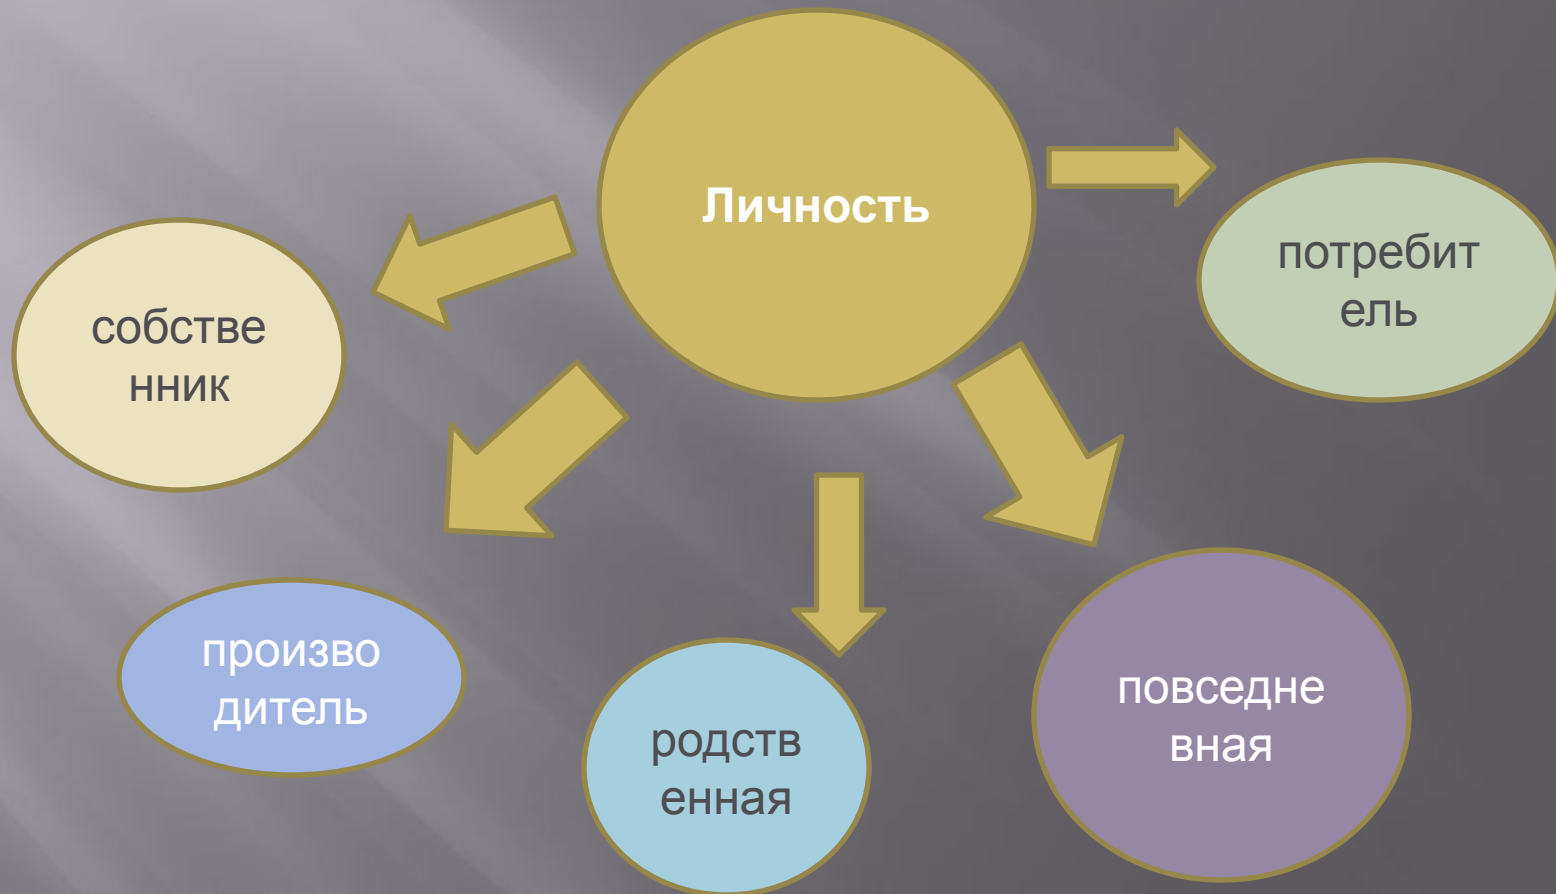 Личность
потребит
ель
собстве
нник
произво
дитель
родств
енная
повседне
вная